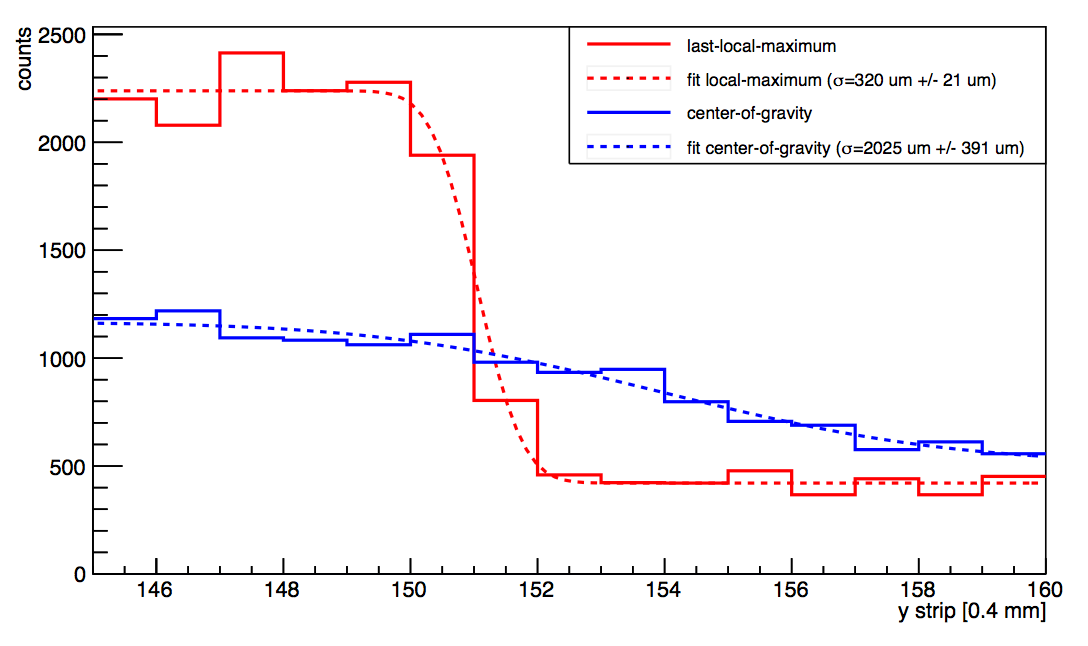 counts
2500
2000
1500
1000
500
0
last-local-maximum
fit local-maximum (σ=320 um +/- 21 um)
center-of-gravity
fit center-of-gravity (σ=2025 um +/- 391 um)
146 148 150 152 154 156 158 160
y strip [0.4 mm]